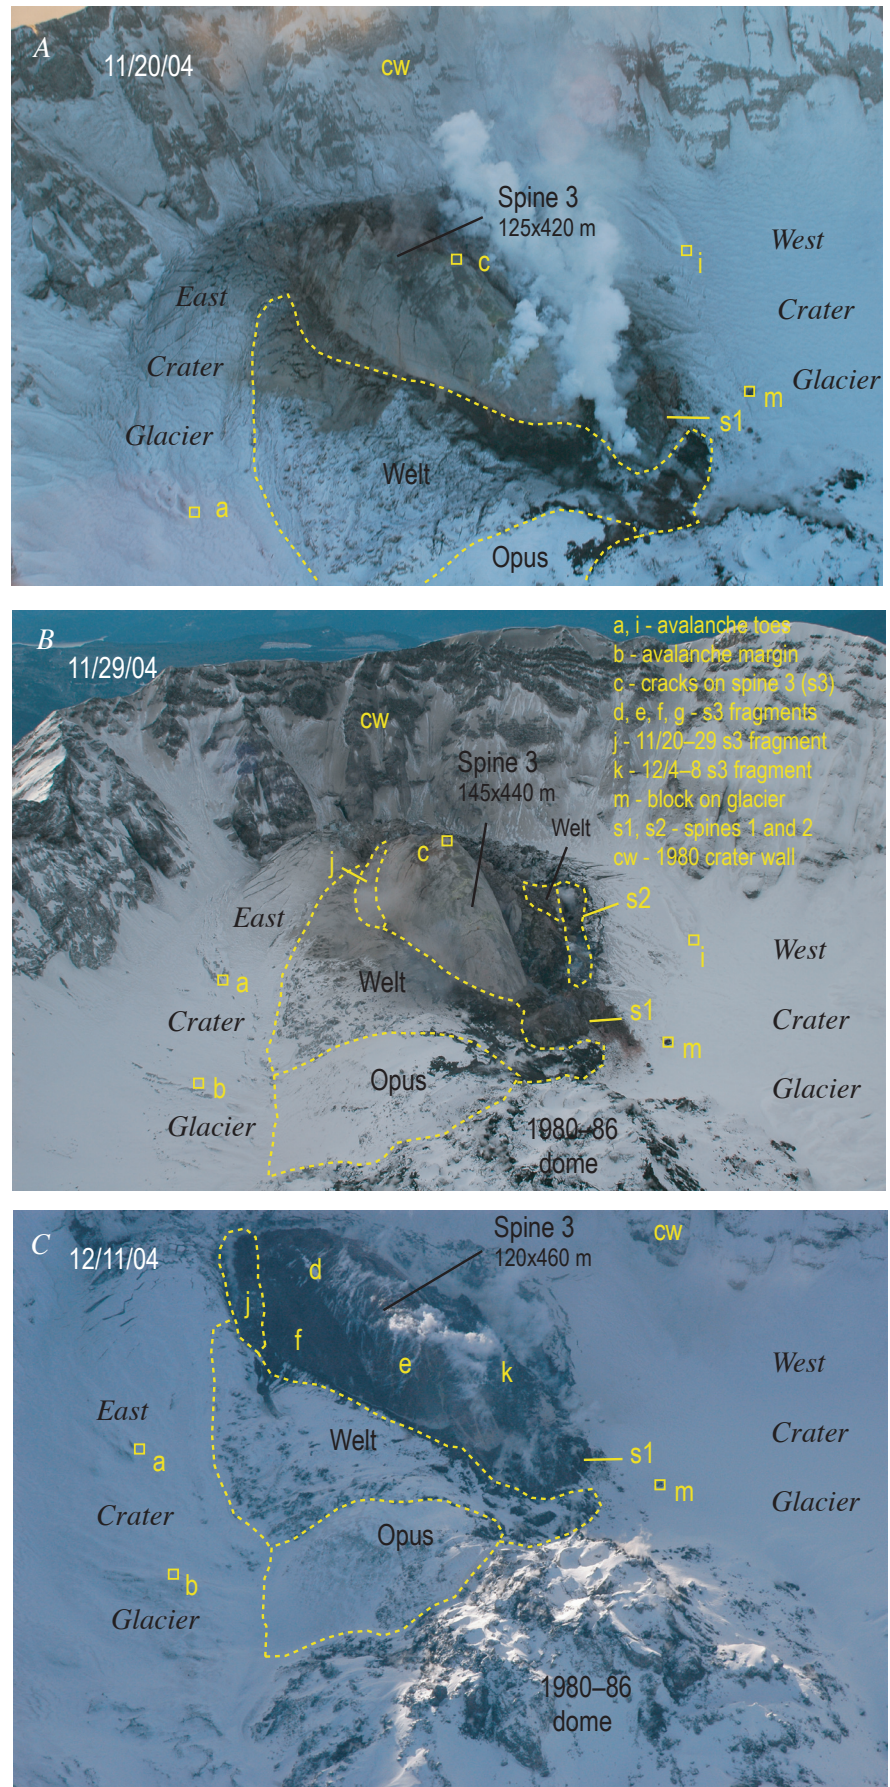 A
11/20/04
cw
Spine 3
125x420 m
c
i
West
Crater
Glacier
East
Crater
Glacier
m
s1
Welt
a
Opus
B
11/29/04
a, i - avalanche toes
b - avalanche margin
c - cracks on spine 3 (s3)
d, e, f, g - s3 fragments
j - 11/20–29 s3 fragment
k - 12/4–8 s3 fragment
m - block on glacier
s1, s2 - spines 1 and 2
cw - 1980 crater wall
cw
Spine 3
145x440 m
Welt
c
j
s2
East
i
West
Welt
a
Crater
s1
Crater
m
Opus
b
Glacier
Glacier
1980–86
dome
C
12/11/04
Spine 3
120x460 m
cw
d
j
f
e
k
West
East
Welt
Crater
a
s1
m
Glacier
Crater
Opus
b
Glacier
1980–86
dome